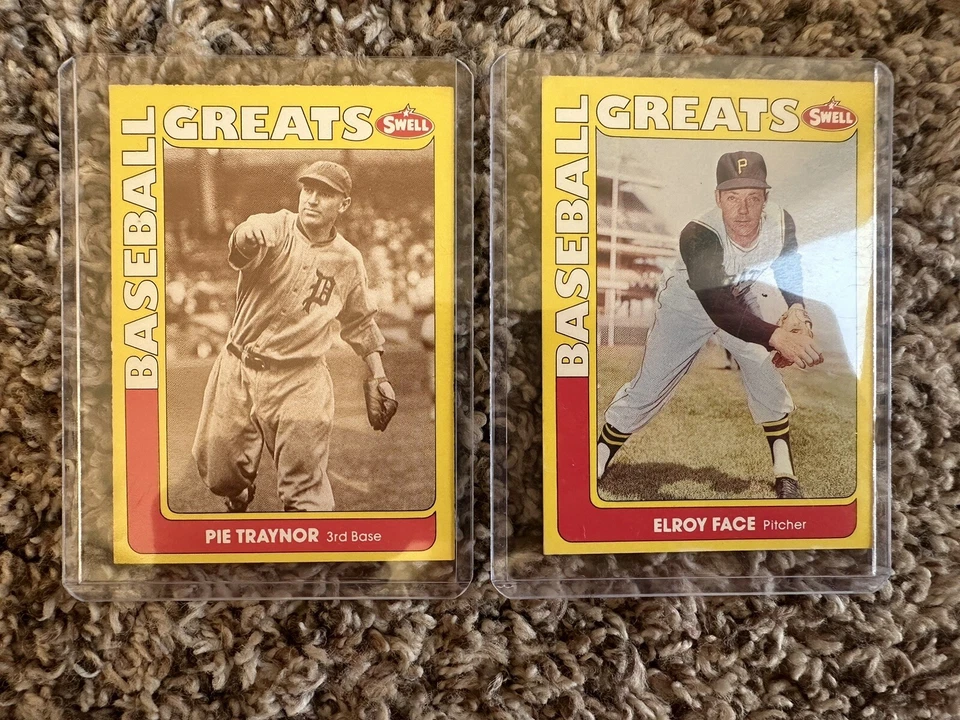 BASEBALL
GREATS
SWELL
D
PIE TRAYNOR 3rd Base
BASEBALL
GREATS
SWELL
P
ELROY FACE Pitcher